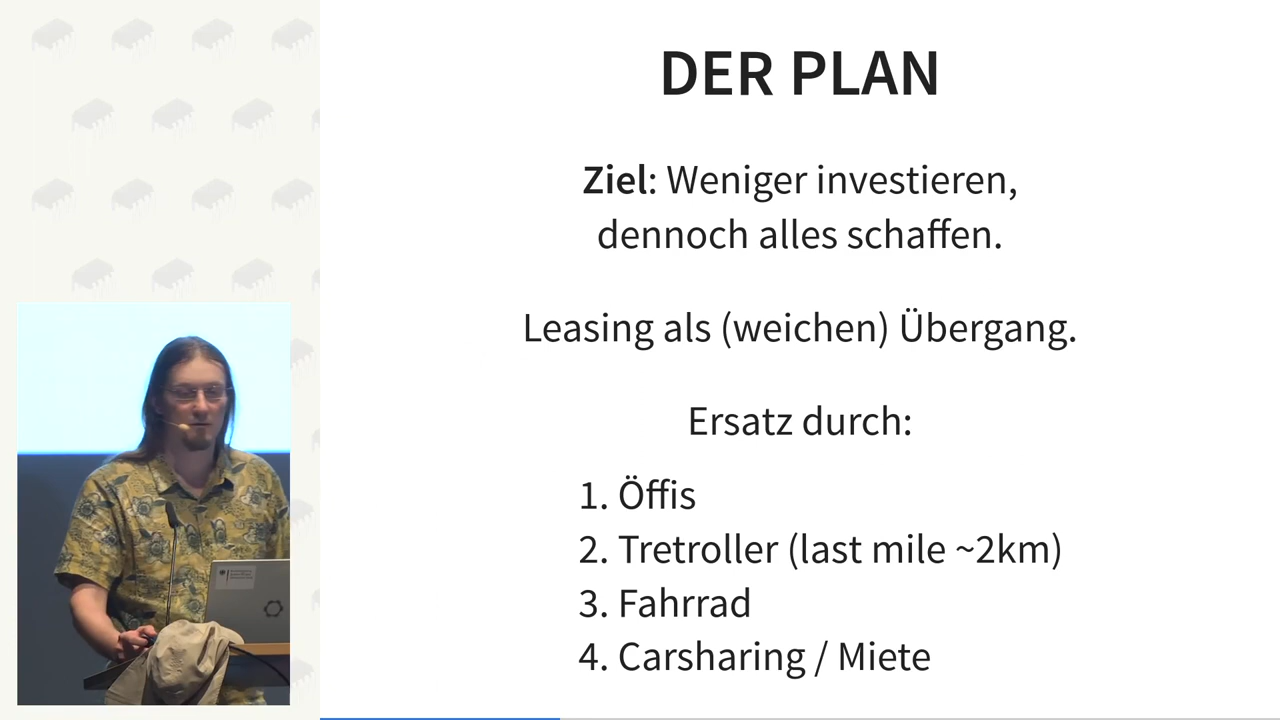 DER PLAN
Ziel: Weniger investieren,
dennoch alles schaffen.
Leasing als (weichen) Übergang.
Ersatz durch:
1. Öffis
2. Tretroller (last mile ~2km)
3. Fahrrad
4. Carsharing / Miete